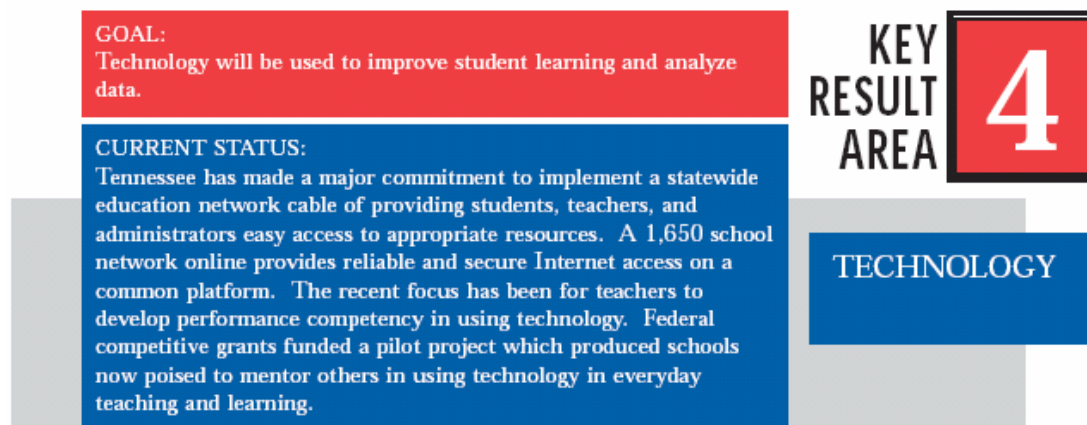 GOAL:
Technology will be used to improve student learning and analyze
data.
CURRENT STATUS:
Tennessee has made a major commitment to implement a statewide
education network cable of providing students, teachers, and
administrators easy access to appropriate resources. A 1,650 school
network online provides reliable and secure Internet access on a
common platform. The recent focus has been for teachers to
develop performance competency in using technology. Federal
competitive grants funded a pilot project which produced schools
now poised to mentor others in using technology in everyday
teaching and learning.
KEY
RESULT
AREA
4
TECHNOLOGY